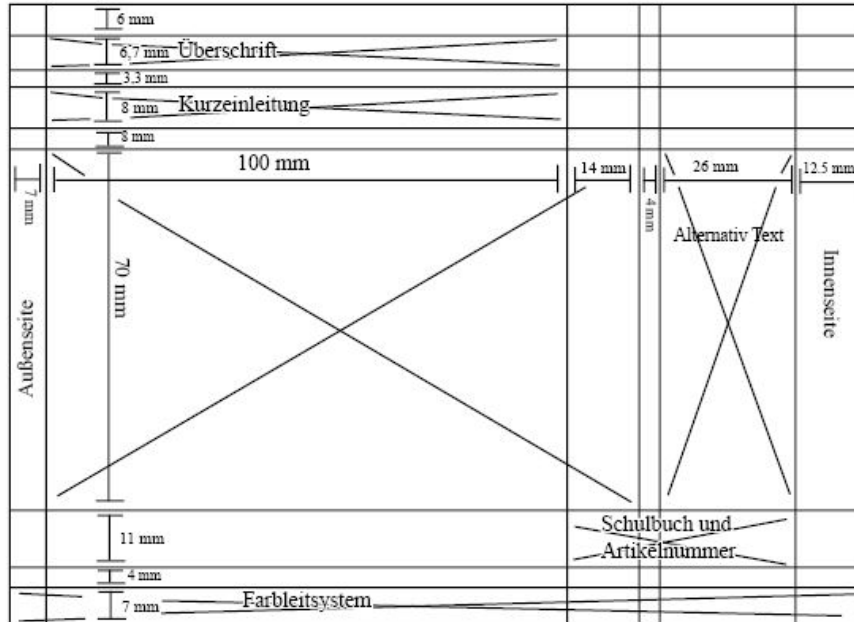 6 mm
6,7 mm Überschrift
3,3 mm
8 mm Kurzeinleitung
8 mm
100 mm
14 mm
26 mm
12.5 mm
7 mm
4 mm
Alternativ Text
70 mm
Außenseite
Innenseite
Schulbuch und
11 mm
Artikelnummer
4 mm
7 mm
Farbleitsystem